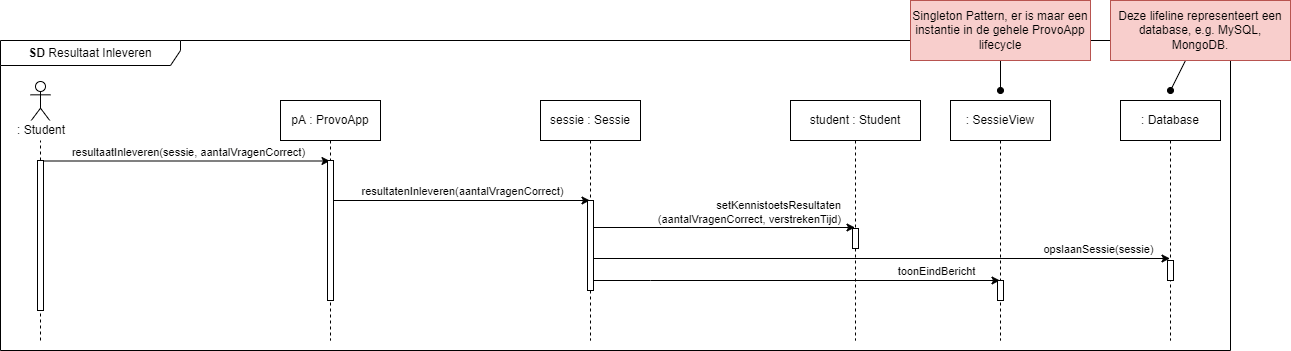 Singleton Pattern, er is maar een
instantie in de gehele ProvoApp
lifecycle
Deze lifeline representeert een
database, e.g. MySQL,
MongoDB.
SD Resultaat Inleveren
: Student
pA : ProvoApp
sessie : Sessie
student : Student
: SessieView
: Database
resultaatInleveren(sessie, aantalVragenCorrect)
resultatenInleveren(aantalVragenCorrect)
setKennistoetsResultaten
(aantalVragenCorrect, verstrekenTijd)
opslaanSessie(sessie)
toonEindBericht